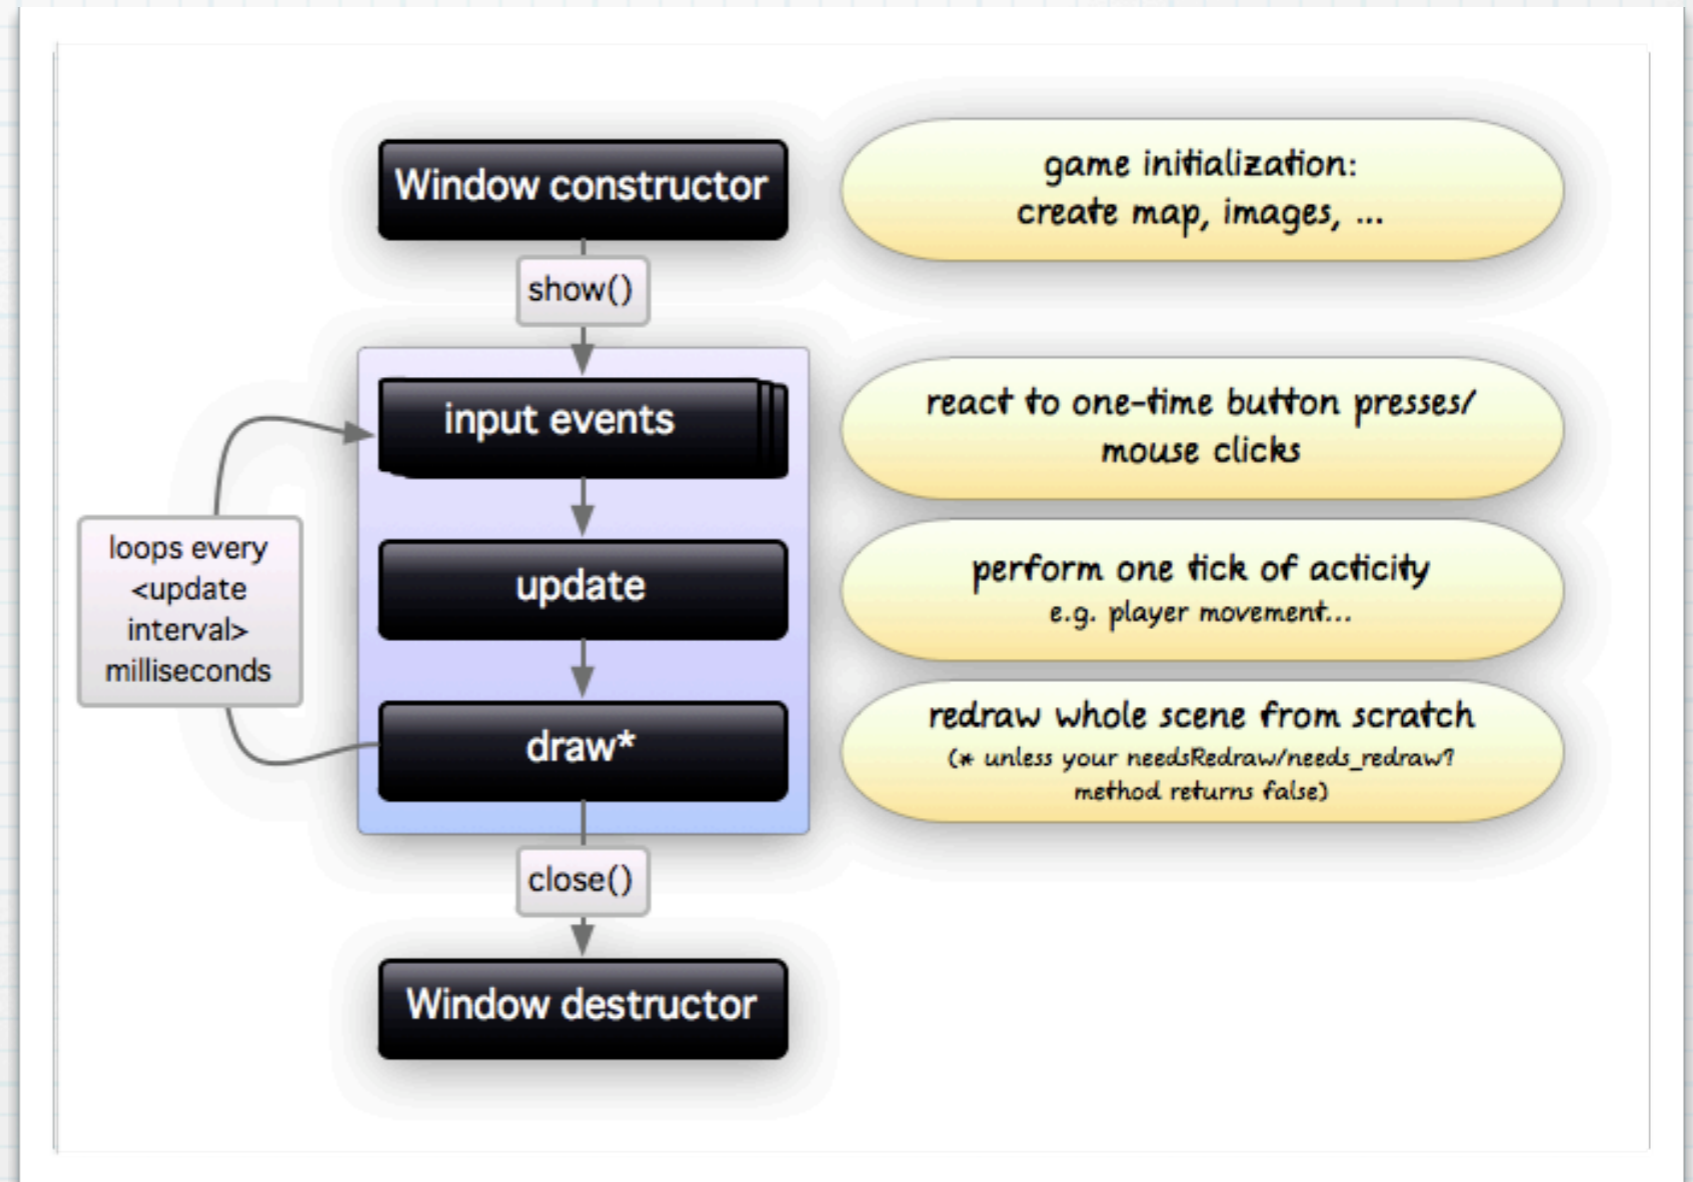 Window constructor
game initialization:
create map, images, ...
show()
input events
react to one-time button presses/
mouse clicks
loops every
<update
interval>
milliseconds
update
perform one tick of acticity
e.g. player movement...
draw*
redraw whole scene from scratch
(* unless your needsRedraw/needs_redraw?
method returns false)
close()
Window destructor